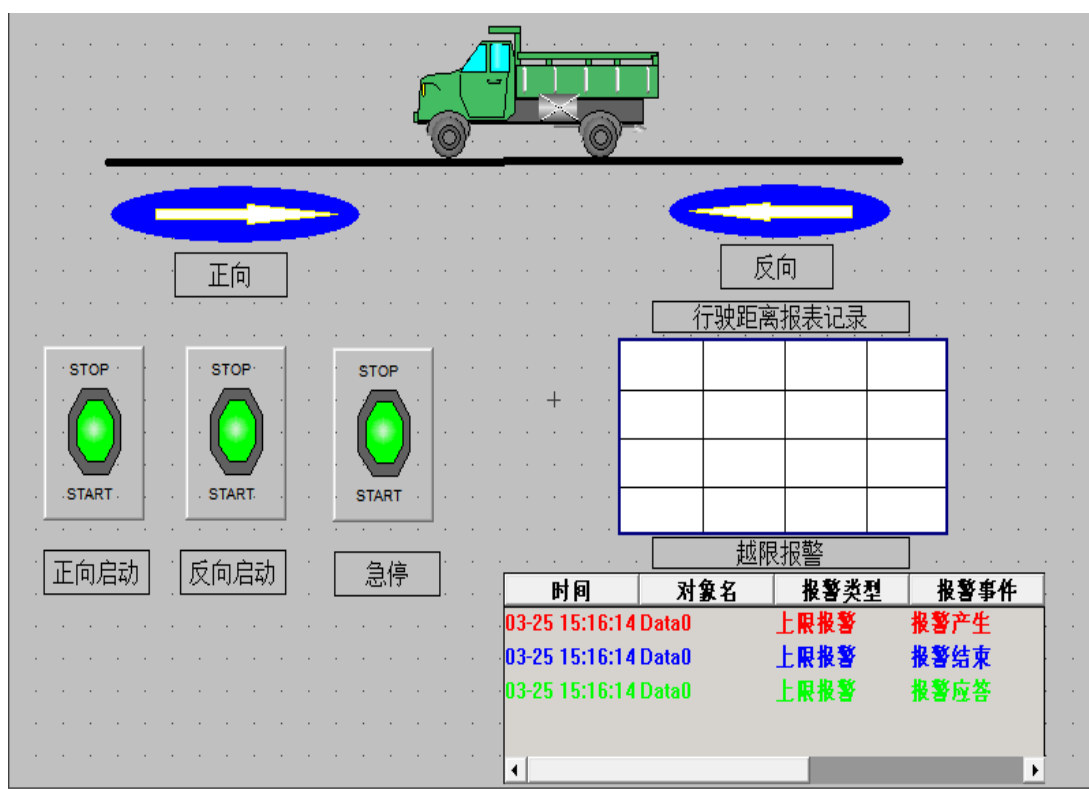 正向
反向
行驶距离报表记录
STOP
STOP
STOP
START
START
START
越限报警
正向启动
反向启动
急停
时间 对象名 报警类型 报警事件
03-25 15:16:14 Data0 上限报警 报警产生
03-25 15:16:14 Data0 上限报警 报警结束
03-25 15:16:14 Data0 上限报警 报警应答